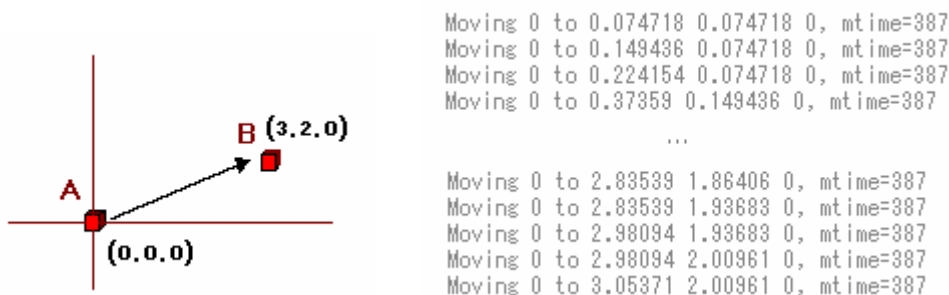 B (3.2.0)
A
(0.0.0)
Moving 0 to 0.074718 0.074718 0, mtime=387
Moving 0 to 0.149436 0.074718 0, mtime=387
Moving 0 to 0.224154 0.074718 0, mtime=387
Moving 0 to 0.37359 0.149436 0, mtime=387
...
Moving 0 to 2.83539 1.86406 0, mtime=387
Moving 0 to 2.83539 1.93683 0, mtime=387
Moving 0 to 2.98094 1.93683 0, mtime=387
Moving 0 to 2.98094 2.00961 0, mtime=387
Moving 0 to 3.05371 2.00961 0, mtime=387